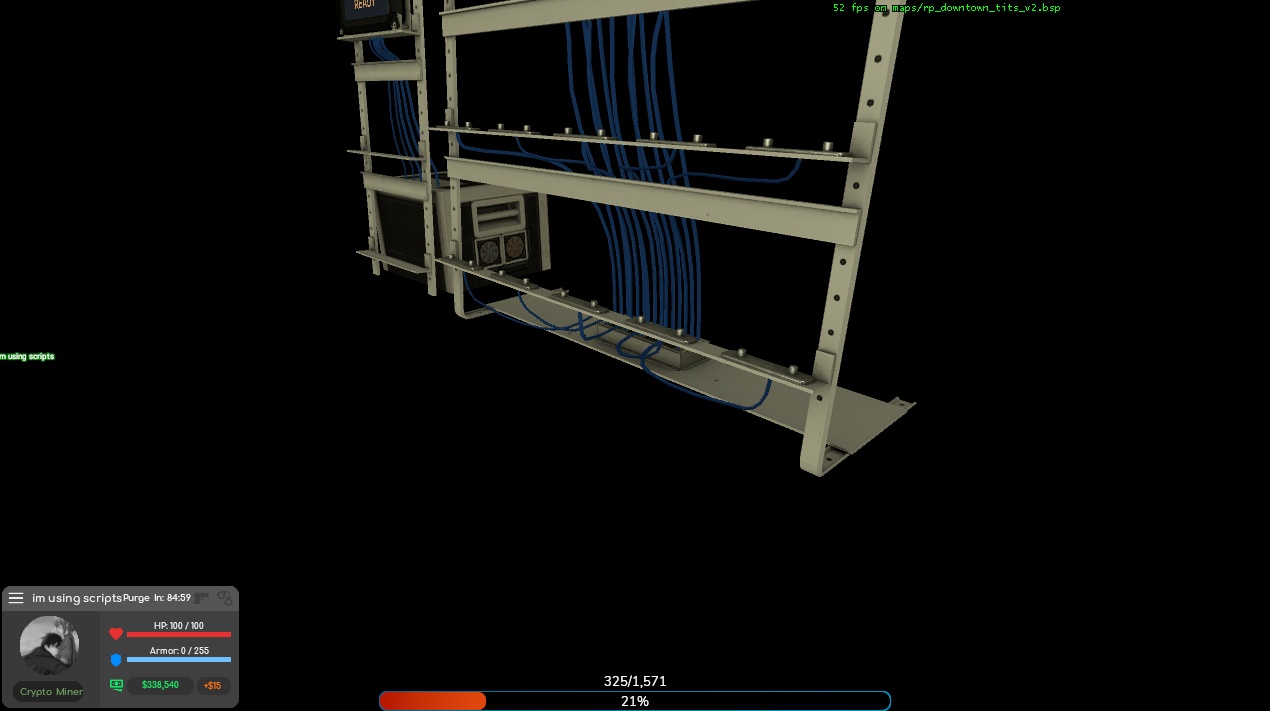 READY
52 fps on maps/rp_downtown_tits_v2.bsp
im using scripts
im using scripts Purge In: 84:59
HP: 100 / 100
Armor: 0 / 255
$338,540 +$15
Crypto Miner
325/1,571
21%